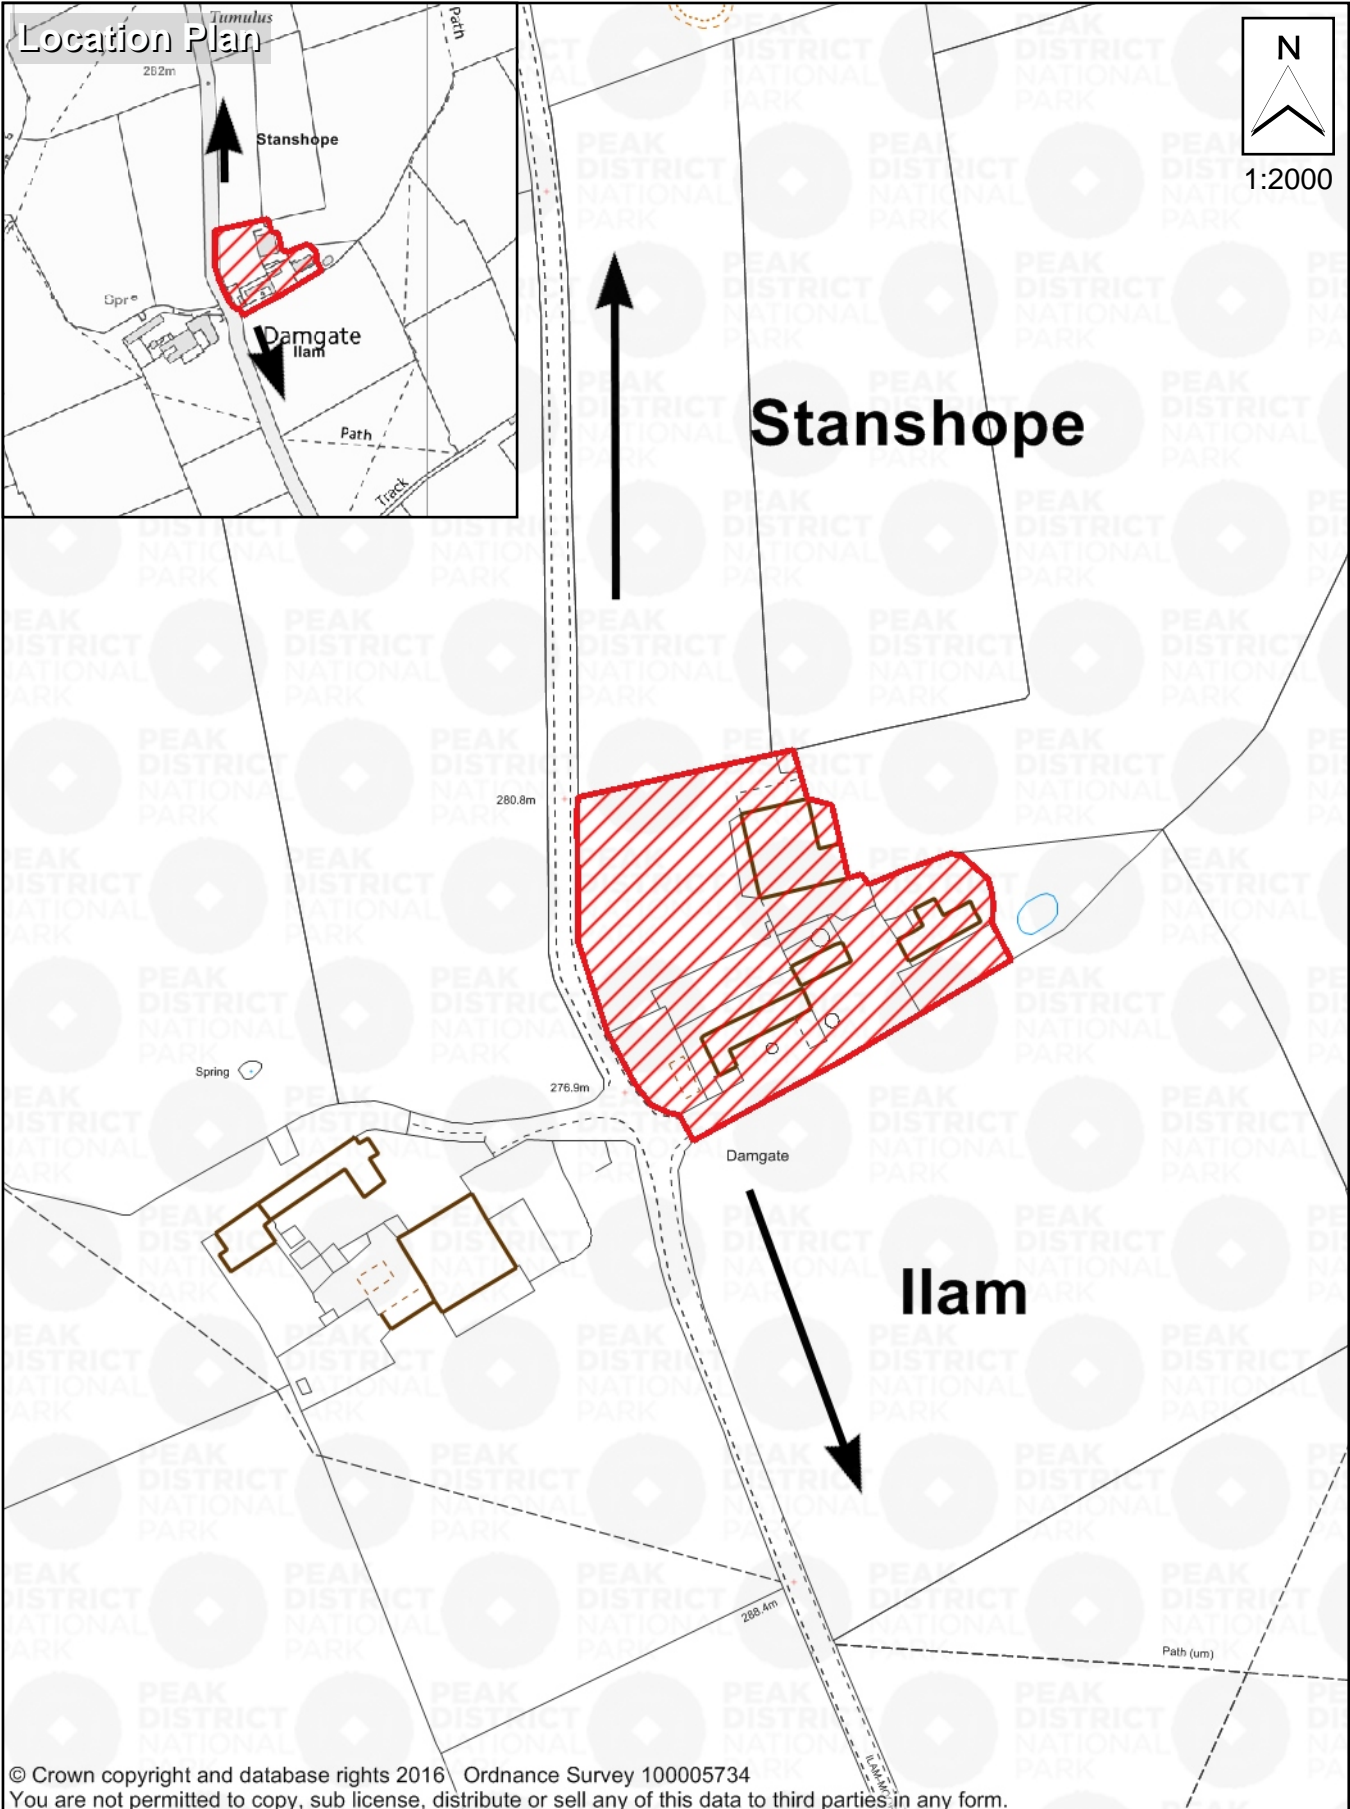 Location Plan
Tumulus
Path
282m
Stanshope
Damgate
Ilam
Path
Track
N
1:2000
Stanshope
280.8m
Spring
276.9m
Damgate
Ilam
288.4m
Path (um)
© Crown copyright and database rights 2016 Ordnance Survey 100005734
You are not permitted to copy, sub license, distribute or sell any of this data to third parties in any form.
PEAK
DISTRICT
NATIONAL
PARK